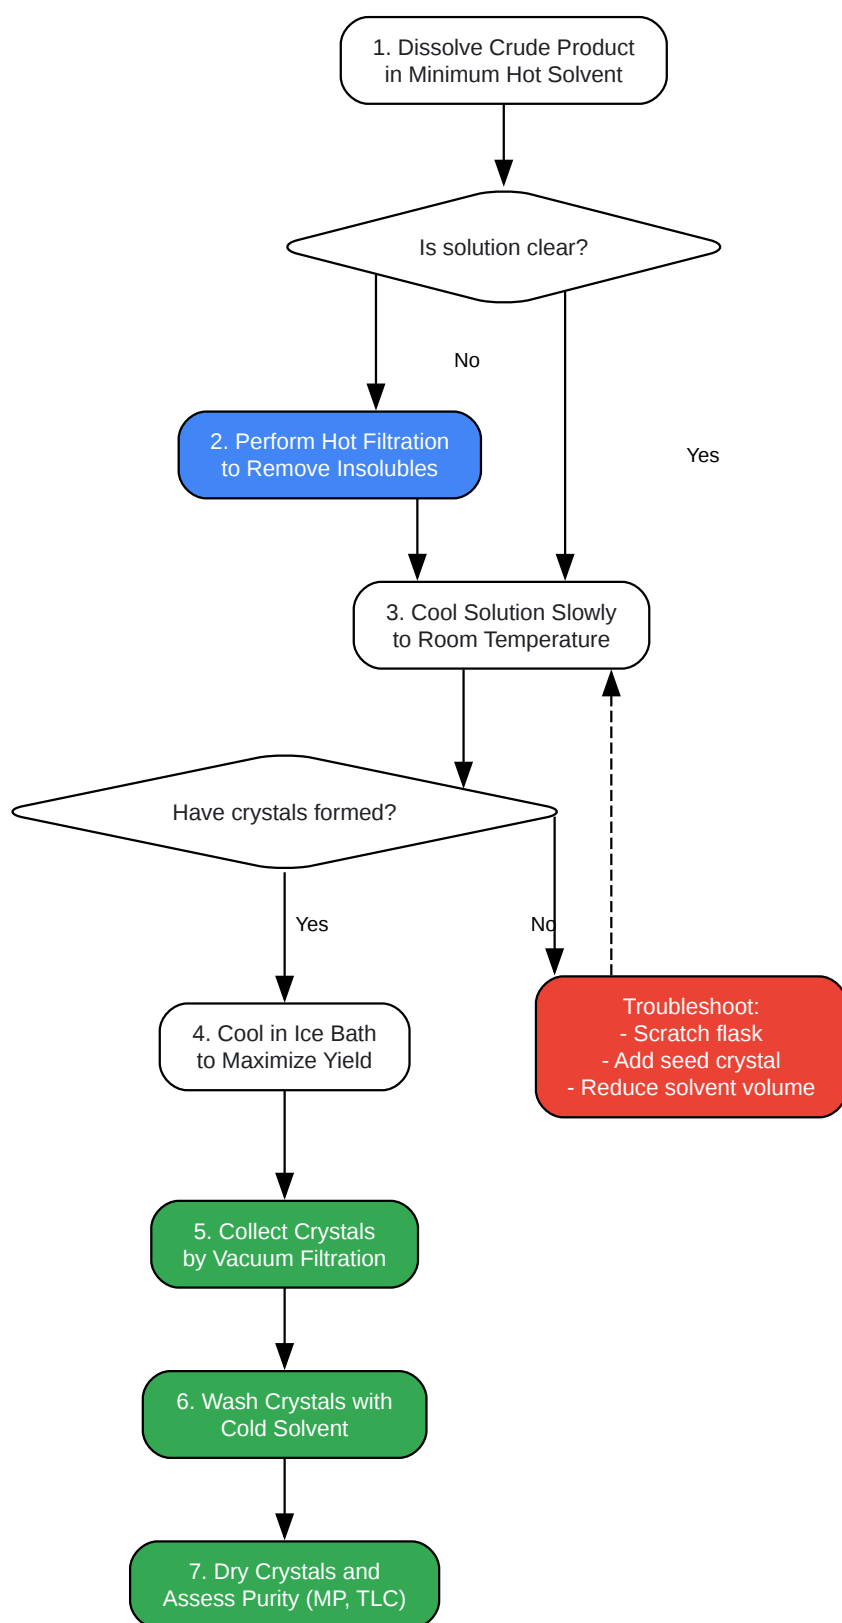 1. Dissolve Crude Product
in Minimum Hot Solvent
Is solution clear?
No
2. Perform Hot Filtration
to Remove Insolubles
Yes
3. Cool Solution Slowly
to Room Temperature
Have crystals formed?
Yes
No
Troubleshoot:
- Scratch flask
- Add seed crystal
- Reduce solvent volume
4. Cool in Ice Bath
to Maximize Yield
5. Collect Crystals
by Vacuum Filtration
6. Wash Crystals with
Cold Solvent
7. Dry Crystals and
Assess Purity (MP, TLC)